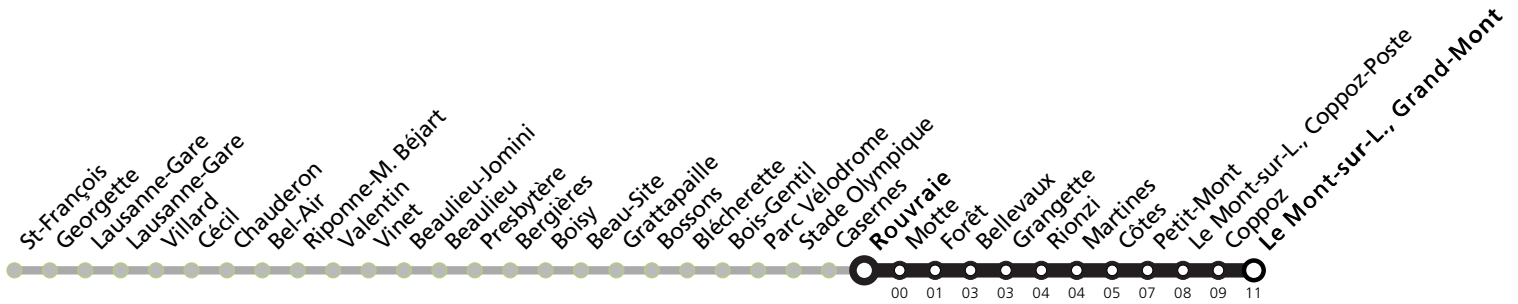 St-François
Georgette
Lausanne-Gare
Lausanne-Gare
Villard
Cécil
Chauderon
Bel-Air
Riponne-M. Béjart
Valentin
Vinet
Beaulieu-Jomini
Beaulieu
Presbytère
Bergières
Boisy
Beau-Site
Grattapaille
Bossons
Blécherette
Bois-Gentil
Parc Vélodrome
Stade Olympique
Casernes
Rouvraie
Motte
Forêt
Bellevaux
Grangette
Rionzi
Martines
Côtes
Petit-Mont
Le Mont-sur-L., Coppoz-Poste
Coppoz
Le Mont-sur-L., Grand-Mont
00 01 03 03 04 04 05 07 08 09 11